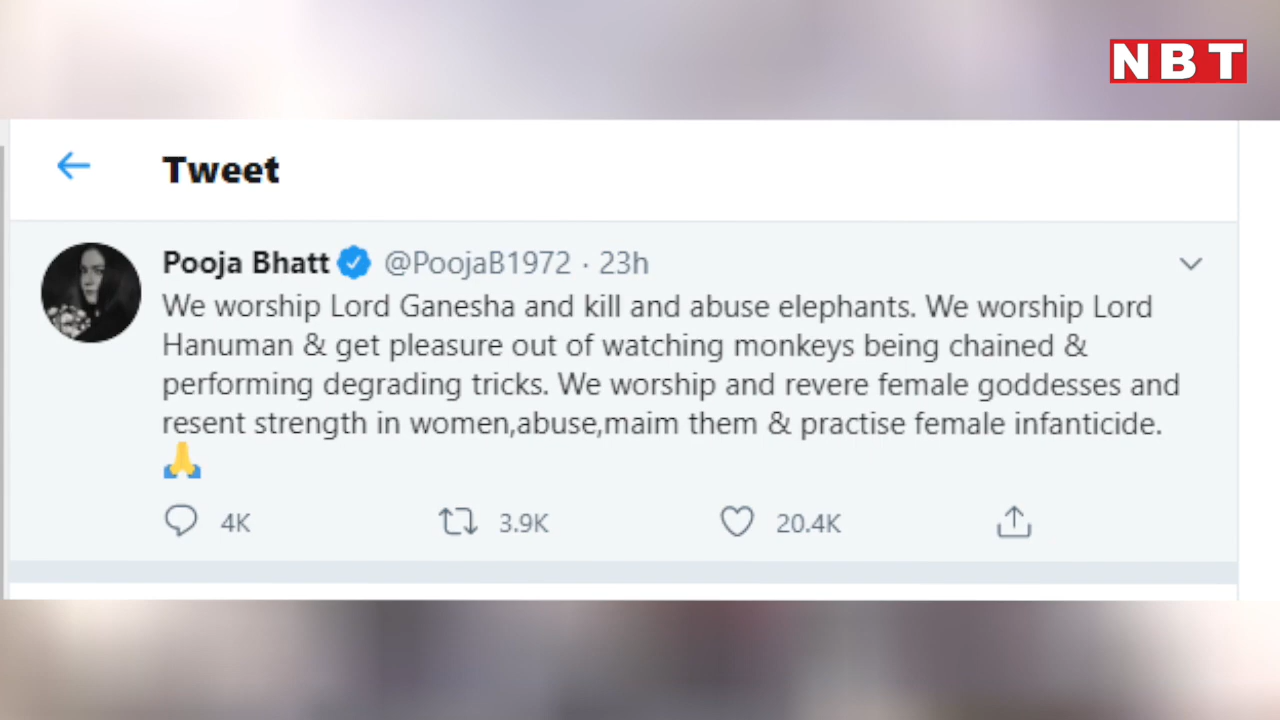 NBT
Tweet
Pooja Bhatt @PoojaB1972 · 23h
We worship Lord Ganesha and kill and abuse elephants. We worship Lord
Hanuman & get pleasure out of watching monkeys being chained &
performing degrading tricks. We worship and revere female goddesses and
resent strength in women,abuse,maim them & practise female infanticide.
🙏
4K 3.9K 20.4K